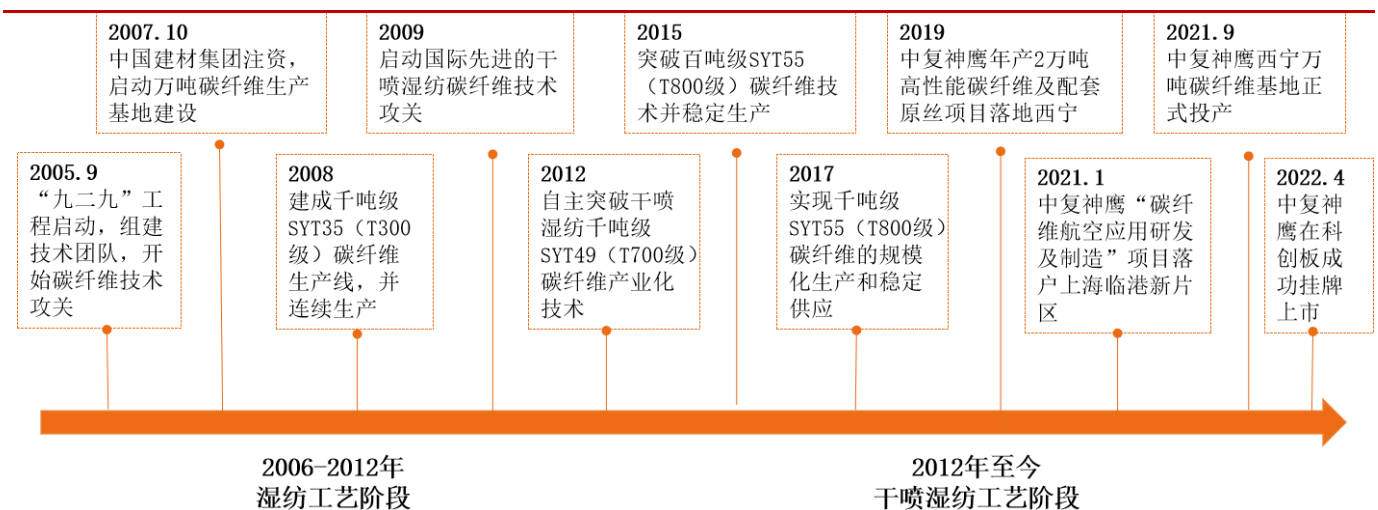 2007.10
中国建材集团注资，
启动万吨碳纤维生产
基地建设
2009
启动国际先进的干
喷湿纺碳纤维技术
攻关
2015
突破百吨级SYT55
（T800级）碳纤维技
术并稳定生产
2019
中复神鹰年产2万吨
高性能碳纤维及配套
原丝项目落地西宁
2021.9
中复神鹰西宁万
吨碳纤维基地正
式投产
2005.9
“九二九”工
程启动，组建
技术团队，开
始碳纤维技术
攻关
2008
建成千吨级
SYT35（T300
级）碳纤维
生产线，并
连续生产
2012
自主突破干喷
湿纺千吨级
SYT49（T700级）
碳纤维产业化
技术
2017
实现千吨级
SYT55（T800级）
碳纤维的规模
化生产和稳定
供应
2021.1
中复神鹰“碳纤
维航空应用研发
及制造”项目落
户上海临港新片
区
2022.4
中复神
鹰在科
创板成
功挂牌
上市
2006-2012年
湿纺工艺阶段
2012年至今
干喷湿纺工艺阶段